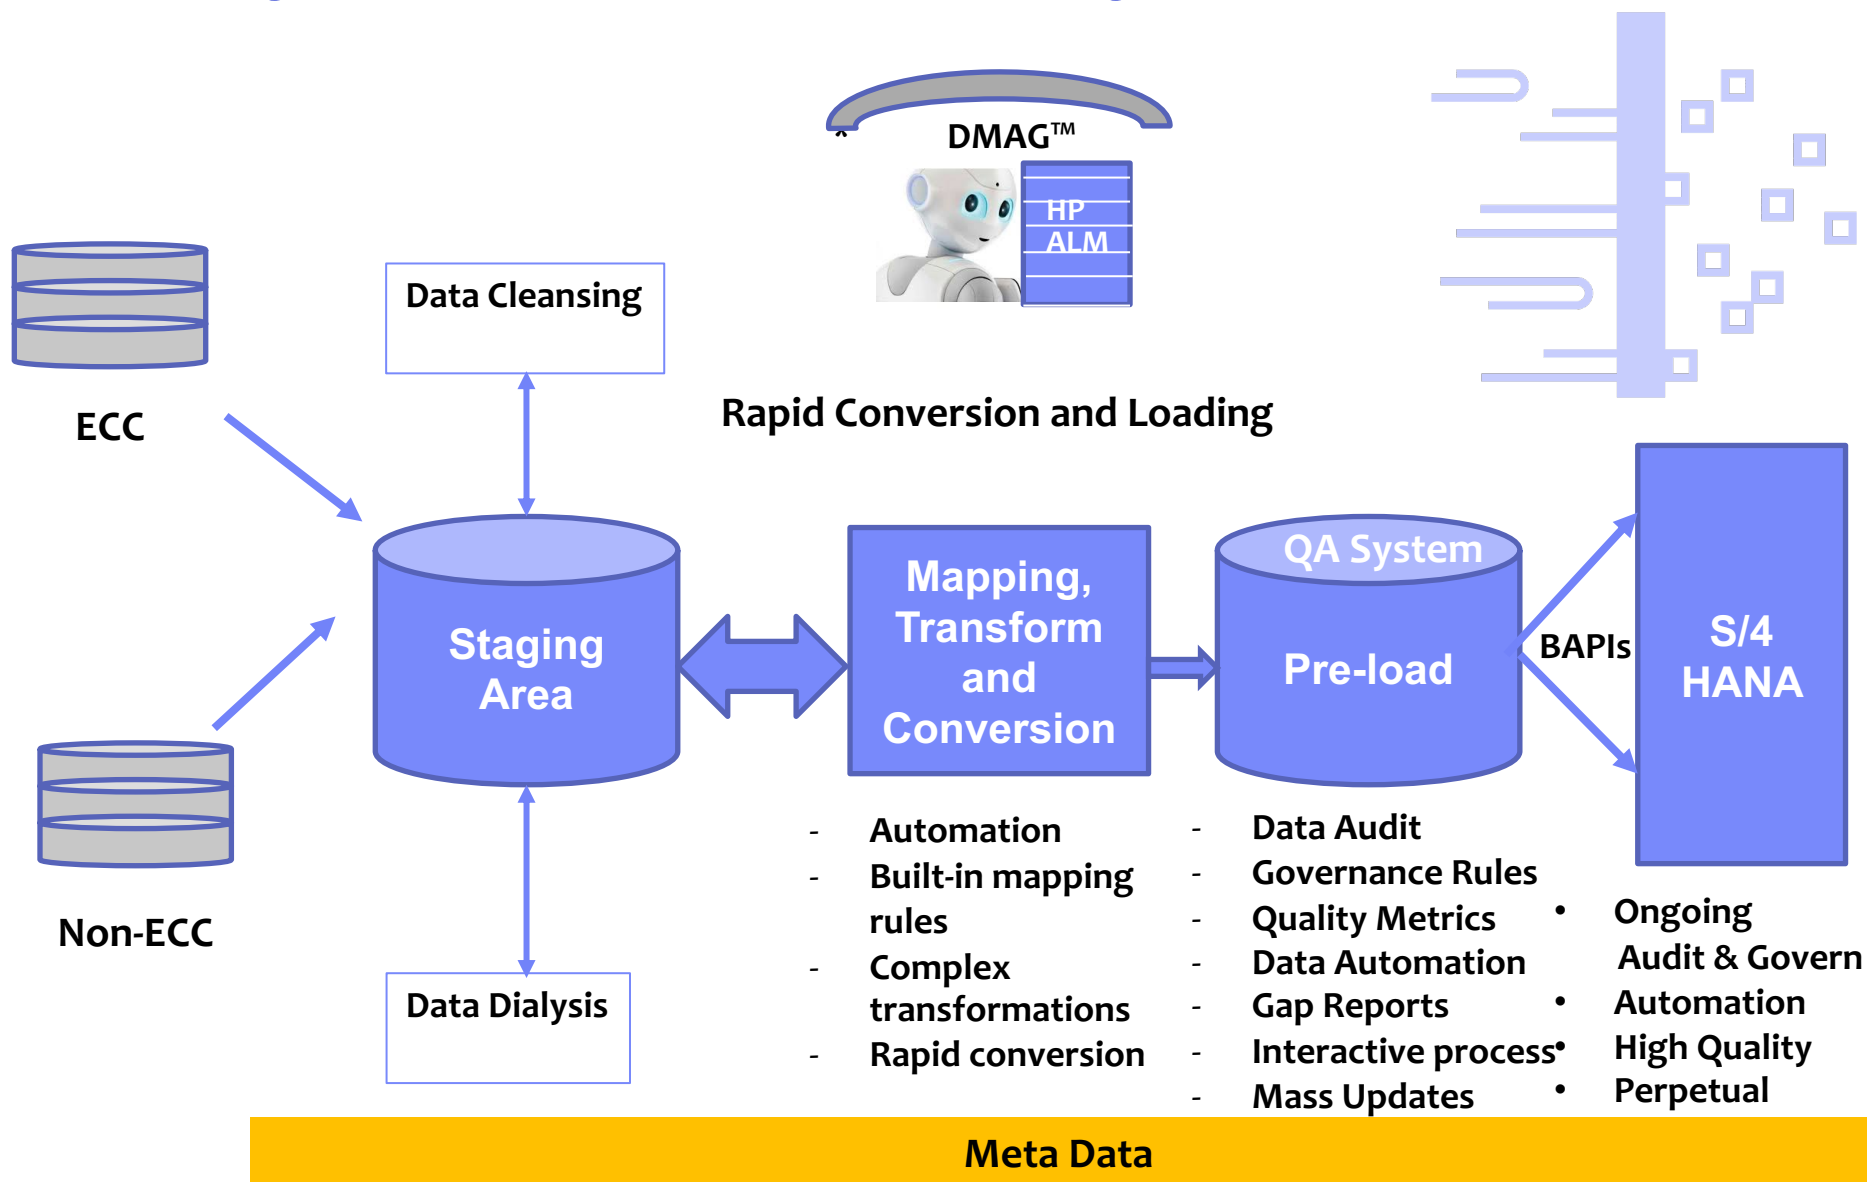 DMAG™
HP
ALM
Data Cleansing
ECC
Rapid Conversion and Loading
QA System
Mapping,
Transform
and
Conversion
Staging
Area
Pre-load
BAPIs
S/4
HANA
Non-ECC
Data Dialysis
- Automation
- Built-in mapping
rules
- Complex
transformations
- Rapid conversion
- Data Audit
- Governance Rules
- Quality Metrics
- Data Automation
- Gap Reports
- Interactive process
- Mass Updates
• Ongoing
Audit & Govern
• Automation
• High Quality
• Perpetual
Meta Data